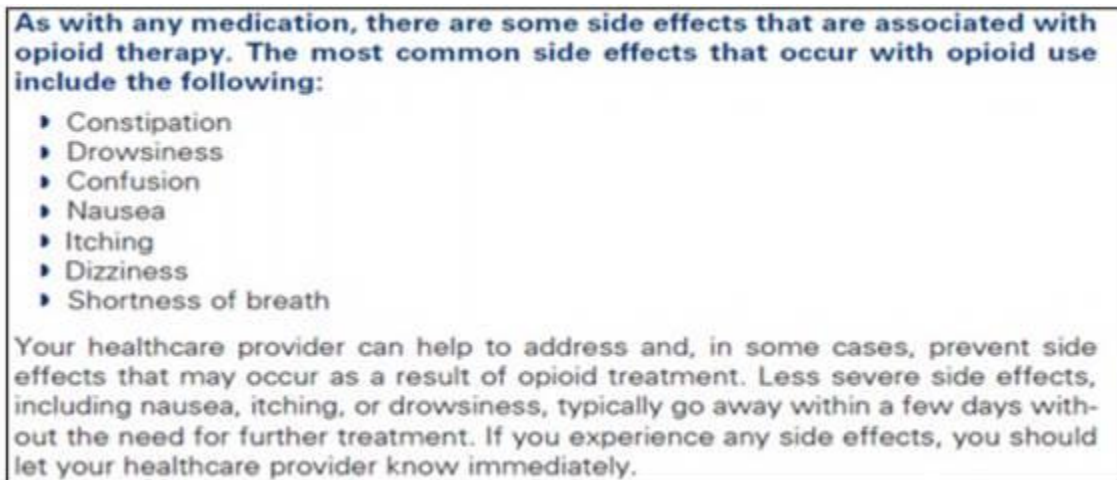 As with any medication, there are some side effects that are associated with
opioid therapy. The most common side effects that occur with opioid use
include the following:
Constipation
Drowsiness
Confusion
Nausea
Itching
Dizziness
Shortness of breath
Your healthcare provider can help to address and, in some cases, prevent side
effects that may occur as a result of opioid treatment. Less severe side effects,
including nausea, itching, or drowsiness, typically go away within a few days with-
out the need for further treatment. If you experience any side effects, you should
let your healthcare provider know immediately.